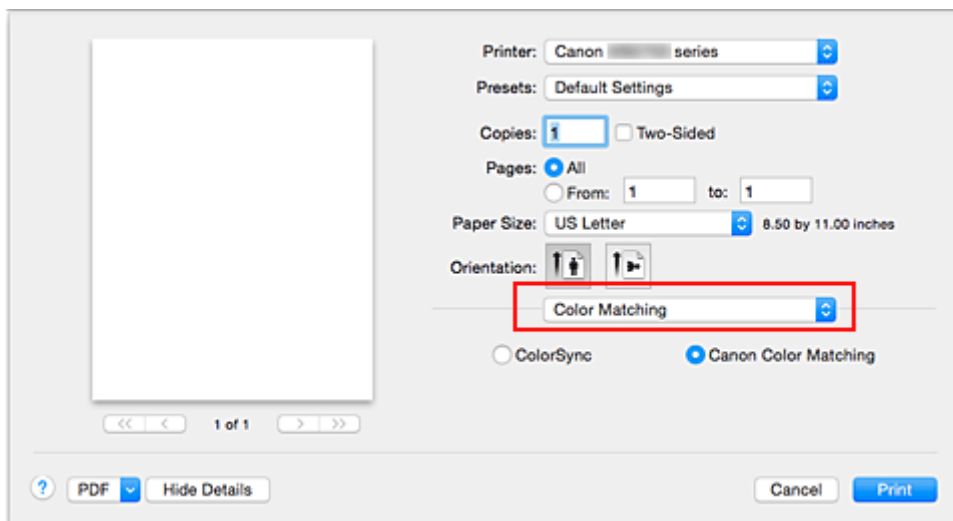 Printer: Canon series
Presets: Default Settings
Copies: 1 Two-Sided
Pages: All
From: 1 to: 1
Paper Size: US Letter 8.50 by 11.00 inches
Orientation:
Color Matching
ColorSync Canon Color Matching
<< < 1 of 1 > >>
? PDF Hide Details Cancel Print